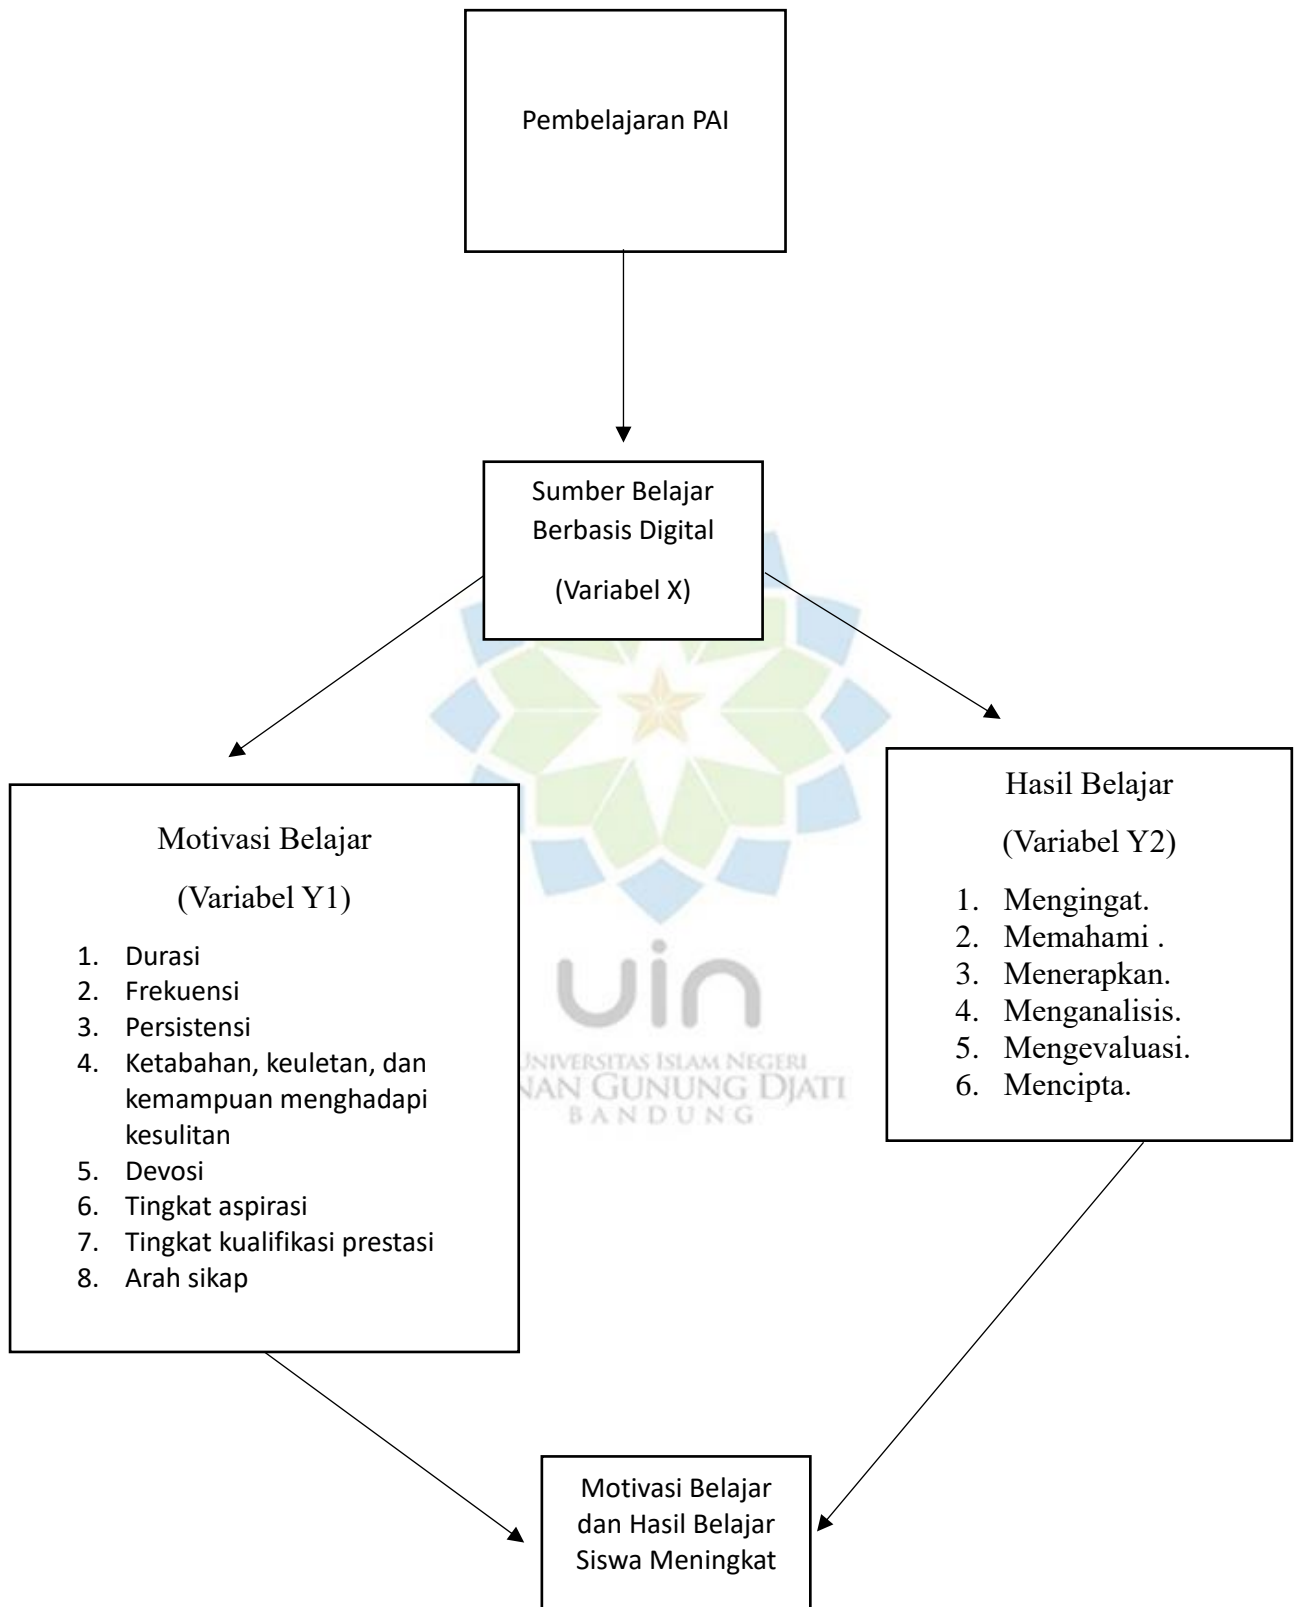 Pembelajaran PAI
Sumber Belajar
Berbasis Digital
(Variabel X)
Motivasi Belajar
(Variabel Y1)
1. Durasi
2. Frekuensi
3. Persistensi
4. Ketabahan, keuletan, dan
kemampuan menghadapi
kesulitan
5. Devosi
6. Tingkat aspirasi
7. Tingkat kualifikasi prestasi
8. Arah sikap
Hasil Belajar
(Variabel Y2)
1. Mengingat.
2. Memahami .
3. Menerapkan.
4. Menganalisis.
5. Mengevaluasi.
6. Mencipta.
uin
UNIVERSITAS ISLAM NEGERI
GUNUNG DJATI
BANDUNG
Motivasi Belajar
dan Hasil Belajar
Siswa Meningkat